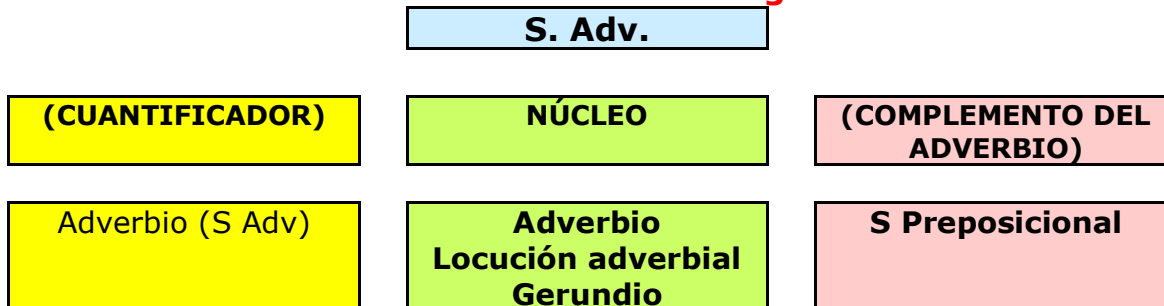 S. Adv.
(CUANTIFICADOR)
NÚCLEO
(COMPLEMENTO DEL
ADVERBIO)
Adverbio (S Adv)
Adverbio
Locución adverbial
Gerundio
S Preposicional